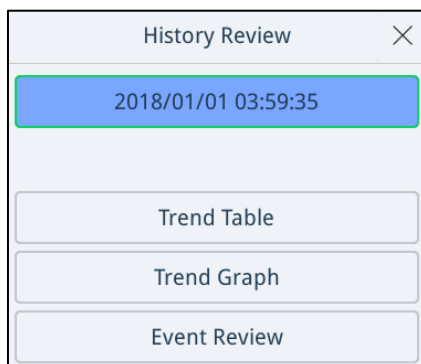 History Review
2018/01/01 03:59:35
Trend Table
Trend Graph
Event Review